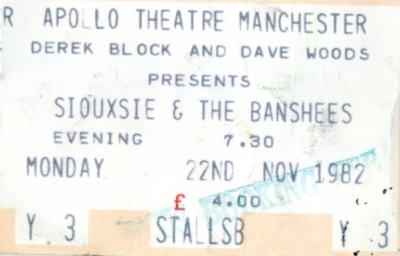 R APOLLO THEATRE MANCHESTER
DEREK BLOCK AND DAVE WOODS
PRESENTS
SIOUXSIE & THE BANSHEES
EVENING 7.30
MONDAY 22ND NOV 1982
£ 4.00
Y 3 STALLSB Y 3